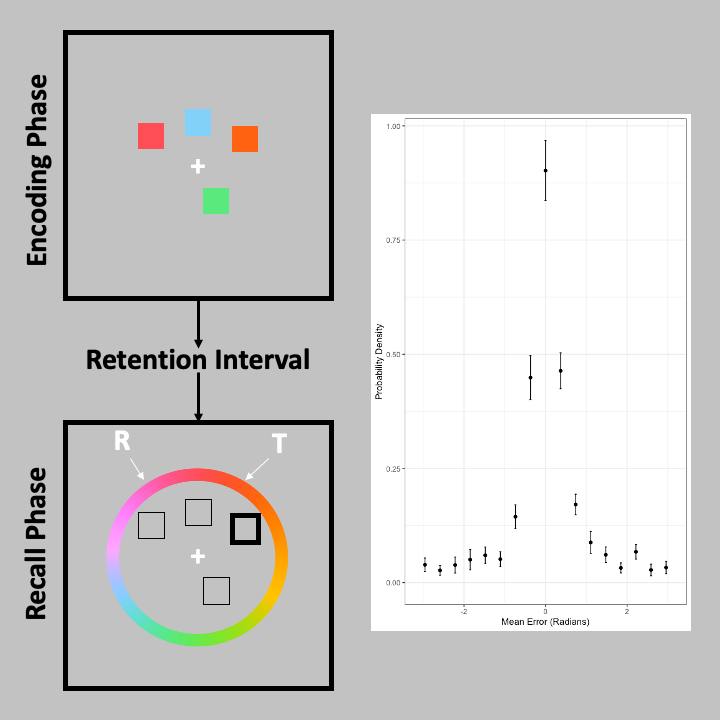 Encoding Phase
Retention Interval
Recall Phase
R
T
1.00
0.75
0.50
0.25
0.00
Probability Density
-2
0
2
Mean Error (Radians)